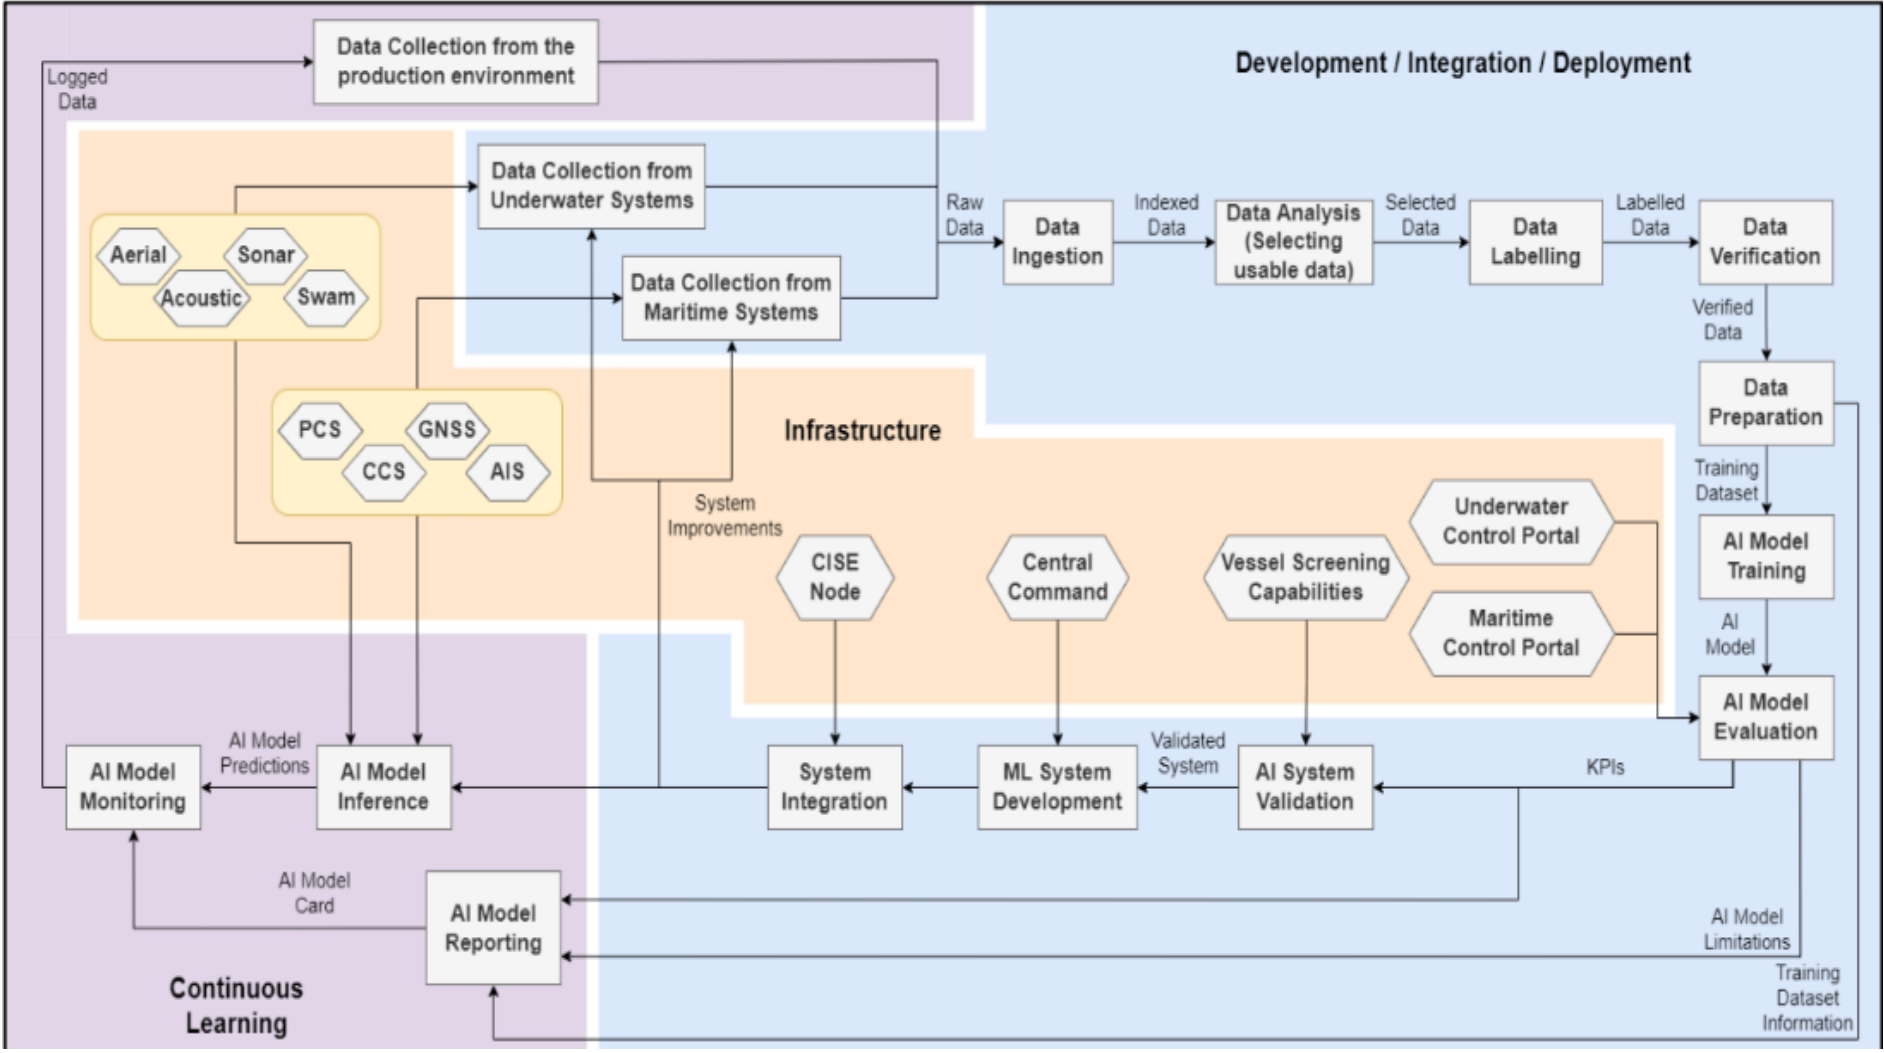 Data Collection from the
production environment
Development / Integration / Deployment
Logged
Data
Data Collection from
Underwater Systems
Raw
Data
Data
Ingestion
Indexed
Data
Data Analysis
(Selecting
usable data)
Selected
Data
Data
Labelling
Labelled
Data
Data
Verification
Aerial
Sonar
Acoustic
Swam
Data Collection from
Maritime Systems
Verified
Data
Data
Preparation
PCS
GNSS
CCS
AIS
Infrastructure
Training
Dataset
System
Improvements
Underwater
Control Portal
AI Model
Training
CISE
Node
Central
Command
Vessel Screening
Capabilities
Maritime
Control Portal
AI
Model
AI Model
Evaluation
AI Model
Monitoring
AI Model
Predictions
AI Model
Inference
System
Integration
ML System
Development
Validated
System
AI System
Validation
KPIs
AI Model
Card
AI Model
Reporting
AI Model
Limitations
Continuous
Learning
Training
Dataset
Information